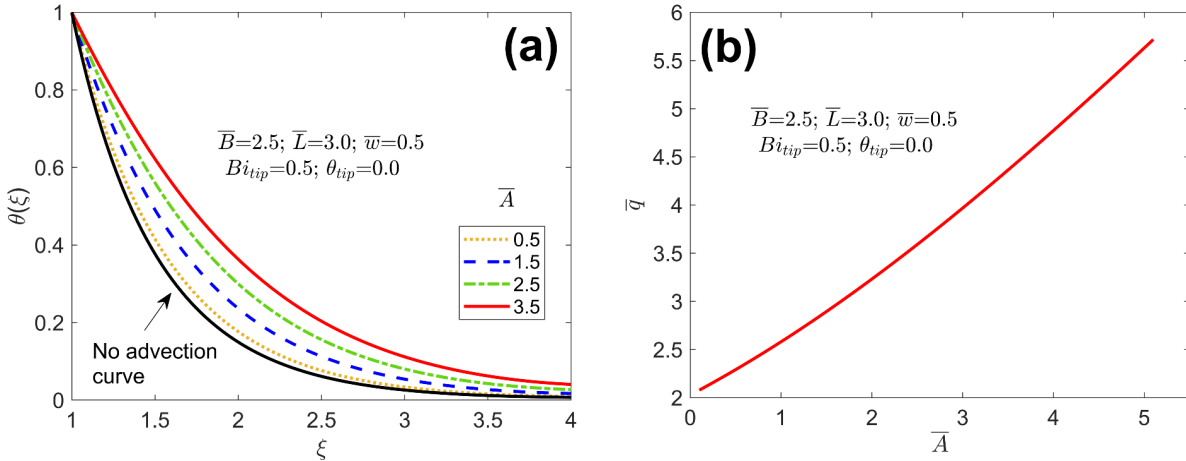 (a)
1
0.8
0.6
0.4
0.2
0
θ(ξ)
B̅=2.5; L̅=3.0; w̅=0.5
Bi_tip=0.5; θ_tip=0.0
A̅
0.5
1.5
2.5
3.5
No advection
curve
1 1.5 2 2.5 3 3.5 4
ξ
(b)
6
5.5
5
4.5
4
3.5
3
2.5
2
q̅
B̅=2.5; L̅=3.0; w̅=0.5
Bi_tip=0.5; θ_tip=0.0
0 1 2 3 4 5
A̅